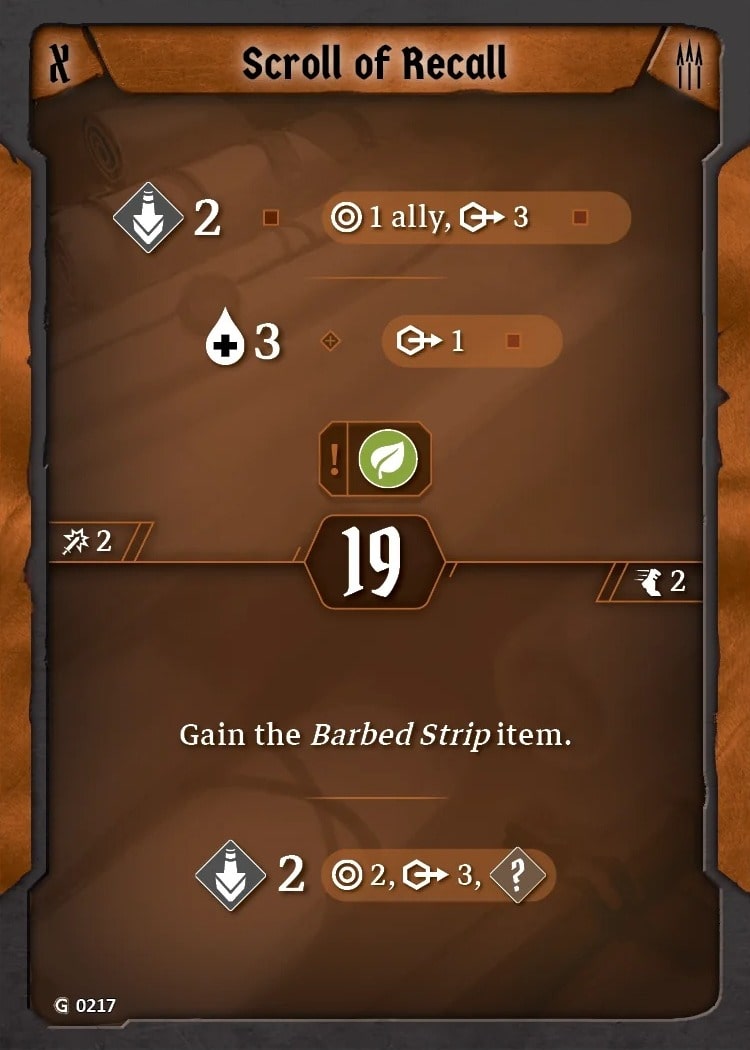 א Scroll of Recall
2 1 ally, 3
3 1
!
2
19
2
Gain the Barbed Strip item.
2 2, 3, ?
G 0217